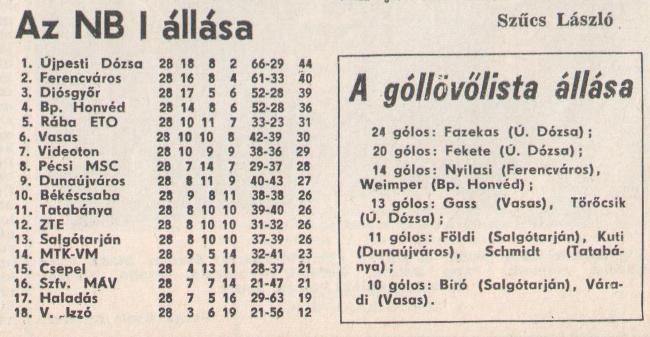 Szűcs László
Az NB I állása
1. Újpesti Dózsa 28 18 8 2 66-29 44
2. Ferencváros 28 16 8 4 61-33 40
3. Diósgyőr 28 17 5 6 52-28 39
4. Bp. Honvéd 28 14 8 6 52-28 36
5. Rába ETO 28 10 11 7 33-23 31
6. Vasas 28 10 10 8 42-39 30
7. Videoton 28 10 9 9 38-36 29
8. Pécsi MSC 28 7 14 7 29-37 28
9. Dunaújváros 28 8 11 9 40-43 27
10. Békéscsaba 28 9 8 11 38-38 26
11. Tatabánya 28 8 10 10 39-40 26
12. ZTE 28 8 10 10 31-32 26
13. Salgótarján 28 8 10 10 37-39 26
14. MTK-VM 28 9 5 14 32-41 23
15. Csepel 28 4 13 11 28-37 21
16. Szfv. MÁV 28 7 7 14 21-47 21
17. Haladás 28 7 5 16 29-63 19
18. V. Izzó 28 3 6 19 21-56 12
A góllövőlista állása
24 gólos: Fazekas (Ú. Dózsa);
20 gólos: Fekete (Ú. Dózsa);
14 gólos: Nyilasi (Ferencváros),
Weimper (Bp. Honvéd);
13 gólos: Gass (Vasas), Törőcsik
(Ú. Dózsa);
11 gólos: Földi (Salgótarján), Kuti
(Dunaújváros), Schmidt (Tatabá-
nya);
10 gólos: Bíró (Salgótarján), Vára-
di (Vasas).